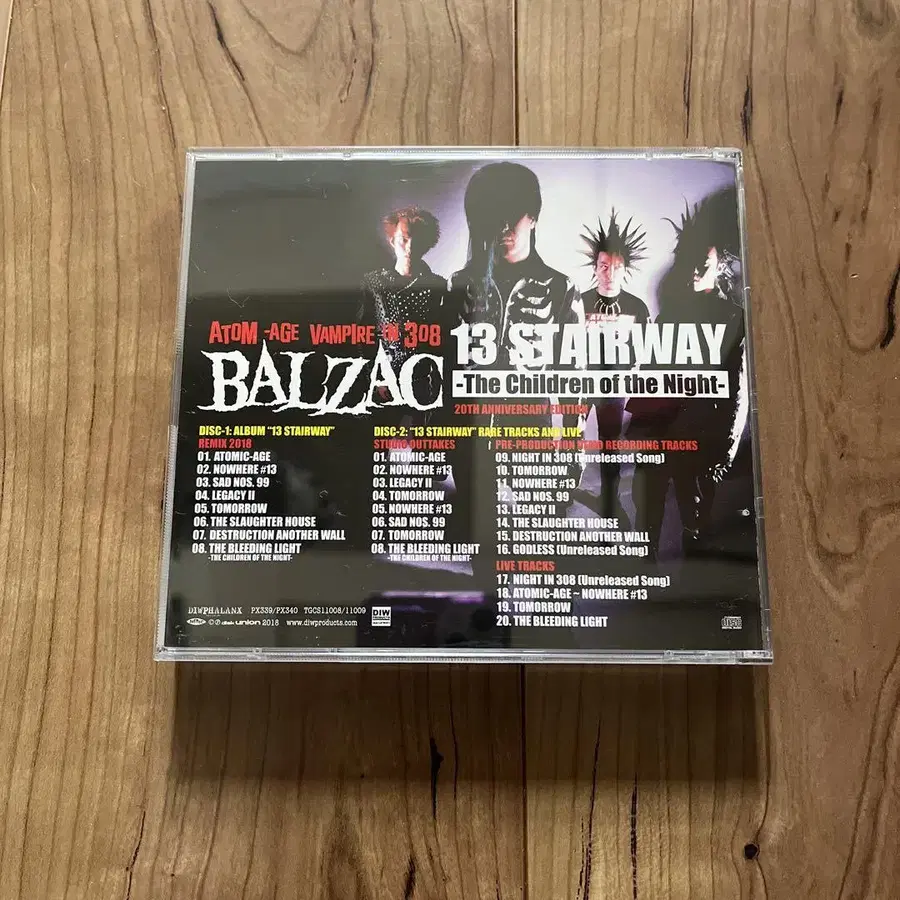 ATOM-AGE VAMPIRE IN 308
BALZAC
13 STAIRWAY
-The Children of the Night-
20TH ANNIVERSARY EDITION
DISC-1: ALBUM "13 STAIRWAY"
REMIX 2018
01. ATOMIC-AGE
02. NOWHERE #13
03. SAD NOS. 99
04. LEGACY II
05. TOMORROW
06. THE SLAUGHTER HOUSE
07. DESTRUCTION ANOTHER WALL
08. THE BLEEDING LIGHT
-THE CHILDREN OF THE NIGHT-
DISC-2: "13 STAIRWAY" RARE TRACKS AND LIVE
STUDIO OUTTAKES
01. ATOMIC-AGE
02. NOWHERE #13
03. LEGACY II
04. TOMORROW
05. NOWHERE #13
06. SAD NOS. 99
07. TOMORROW
08. THE BLEEDING LIGHT
-THE CHILDREN OF THE NIGHT-
PRE-PRODUCTION DEMO RECORDING TRACKS
09. NIGHT IN 308 (Unreleased Song)
10. TOMORROW
11. NOWHERE #13
12. SAD NOS. 99
13. LEGACY II
14. THE SLAUGHTER HOUSE
15. DESTRUCTION ANOTHER WALL
16. GODLESS (Unreleased Song)
LIVE TRACKS
17. NIGHT IN 308 (Unreleased Song)
18. ATOMIC-AGE ~ NOWHERE #13
19. TOMORROW
20. THE BLEEDING LIGHT
DIWPHALANX PX339/PX340 TGCS11008/11009 DIW
©℗ disk union 2018 www.diwproducts.com